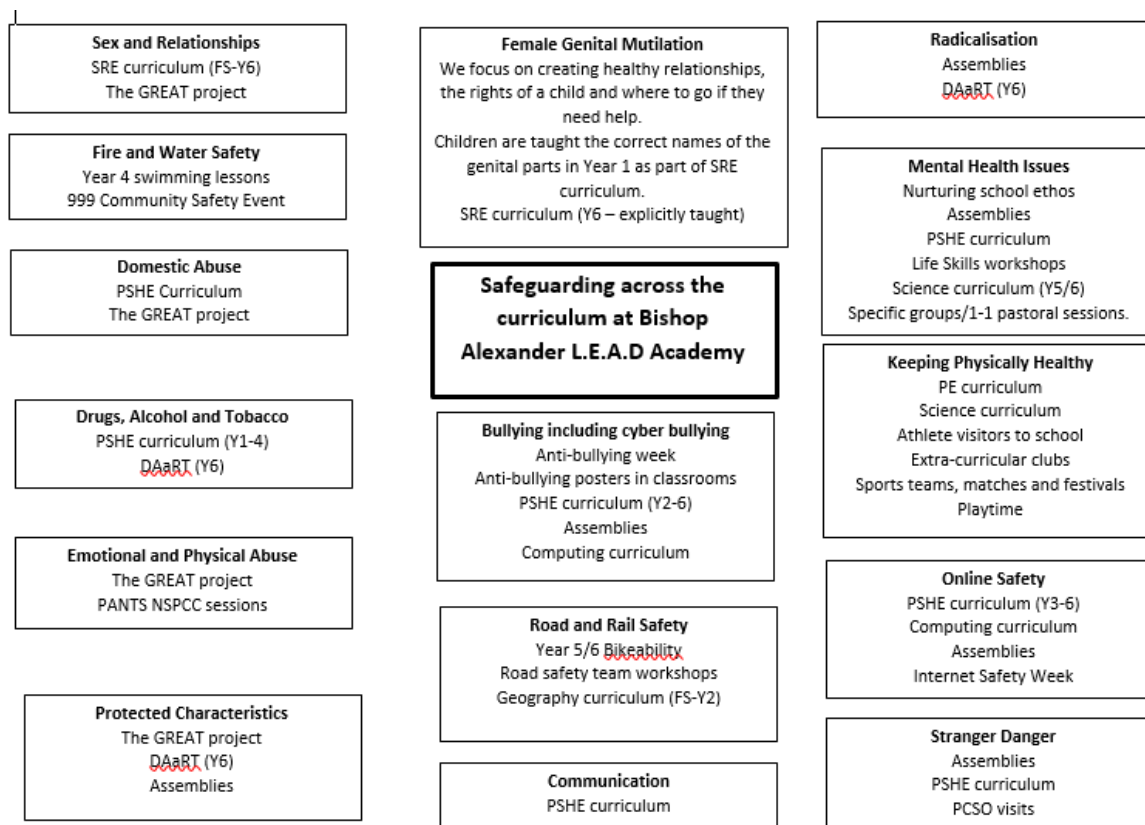 Sex and Relationships
SRE curriculum (FS-Y6)
The GREAT project
Fire and Water Safety
Year 4 swimming lessons
999 Community Safety Event
Domestic Abuse
PSHE Curriculum
The GREAT project
Drugs, Alcohol and Tobacco
PSHE curriculum (Y1-4)
DAaRT (Y6)
Emotional and Physical Abuse
The GREAT project
PANTS NSPCC sessions
Protected Characteristics
The GREAT project
DAaRT (Y6)
Assemblies
Female Genital Mutilation
We focus on creating healthy relationships,
the rights of a child and where to go if they
need help.
Children are taught the correct names of the
genital parts in Year 1 as part of SRE
curriculum.
SRE curriculum (Y6 – explicitly taught)
Safeguarding across the
curriculum at Bishop
Alexander L.E.A.D Academy
Bullying including cyber bullying
Anti-bullying week
Anti-bullying posters in classrooms
PSHE curriculum (Y2-6)
Assemblies
Computing curriculum
Road and Rail Safety
Year 5/6 Bikeability
Road safety team workshops
Geography curriculum (FS-Y2)
Communication
PSHE curriculum
Radicalisation
Assemblies
DAaRT (Y6)
Mental Health Issues
Nurturing school ethos
Assemblies
PSHE curriculum
Life Skills workshops
Science curriculum (Y5/6)
Specific groups/1-1 pastoral sessions.
Keeping Physically Healthy
PE curriculum
Science curriculum
Athlete visitors to school
Extra-curricular clubs
Sports teams, matches and festivals
Playtime
Online Safety
PSHE curriculum (Y3-6)
Computing curriculum
Assemblies
Internet Safety Week
Stranger Danger
Assemblies
PSHE curriculum
PCSO visits